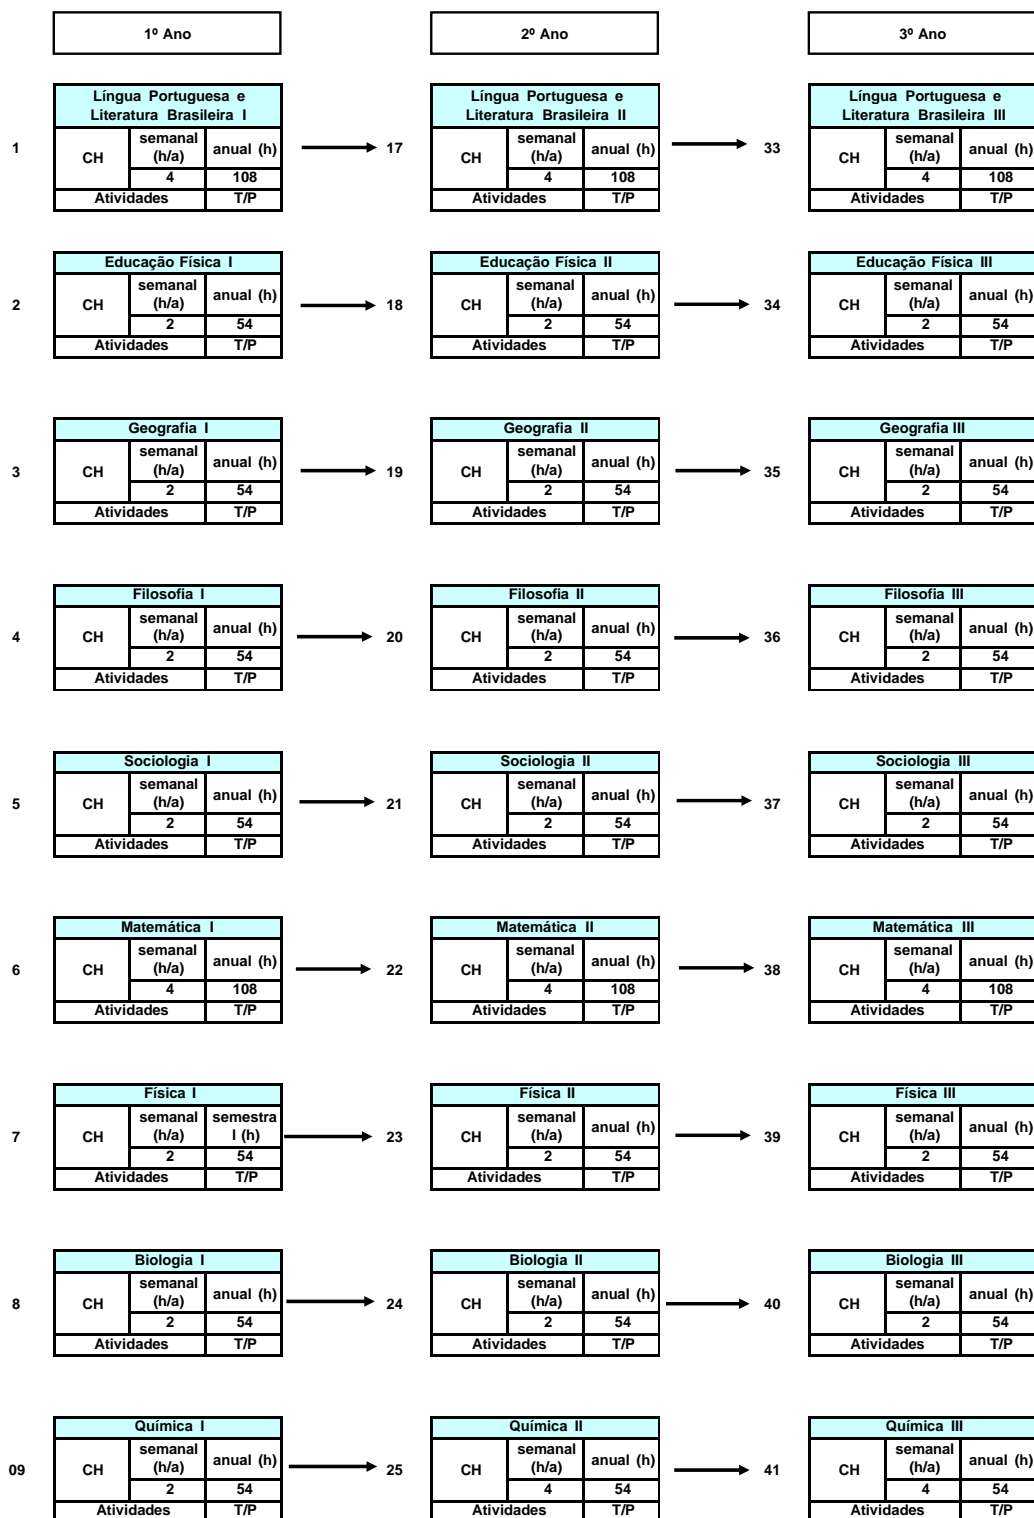 1º Ano 2º Ano 3º Ano
Língua Portuguesa e Língua Portuguesa e Língua Portuguesa e
Literatura Brasileira I Literatura Brasileira II Literatura Brasileira III
1 CH semanal (h/a) anual (h) 17 CH semanal (h/a) anual (h) 33 CH semanal (h/a) anual (h)
4 108 4 108 4 108
Atividades T/P Atividades T/P Atividades T/P
Educação Física I Educação Física II Educação Física III
2 CH semanal (h/a) anual (h) 18 CH semanal (h/a) anual (h) 34 CH semanal (h/a) anual (h)
2 54 2 54 2 54
Atividades T/P Atividades T/P Atividades T/P
Geografia I Geografia II Geografia III
3 CH semanal (h/a) anual (h) 19 CH semanal (h/a) anual (h) 35 CH semanal (h/a) anual (h)
2 54 2 54 2 54
Atividades T/P Atividades T/P Atividades T/P
Filosofia I Filosofia II Filosofia III
4 CH semanal (h/a) anual (h) 20 CH semanal (h/a) anual (h) 36 CH semanal (h/a) anual (h)
2 54 2 54 2 54
Atividades T/P Atividades T/P Atividades T/P
Sociologia I Sociologia II Sociologia III
5 CH semanal (h/a) anual (h) 21 CH semanal (h/a) anual (h) 37 CH semanal (h/a) anual (h)
2 54 2 54 2 54
Atividades T/P Atividades T/P Atividades T/P
Matemática I Matemática II Matemática III
6 CH semanal (h/a) anual (h) 22 CH semanal (h/a) anual (h) 38 CH semanal (h/a) anual (h)
4 108 4 108 4 108
Atividades T/P Atividades T/P Atividades T/P
Física I Física II Física III
7 CH semanal (h/a) semestra l (h) 23 CH semanal (h/a) anual (h) 39 CH semanal (h/a) anual (h)
2 54 2 54 2 54
Atividades T/P Atividades T/P Atividades T/P
Biologia I Biologia II Biologia III
8 CH semanal (h/a) anual (h) 24 CH semanal (h/a) anual (h) 40 CH semanal (h/a) anual (h)
2 54 2 54 2 54
Atividades T/P Atividades T/P Atividades T/P
Química I Química II Química III
09 CH semanal (h/a) anual (h) 25 CH semanal (h/a) anual (h) 41 CH semanal (h/a) anual (h)
2 54 4 54 4 54
Atividades T/P Atividades T/P Atividades T/P